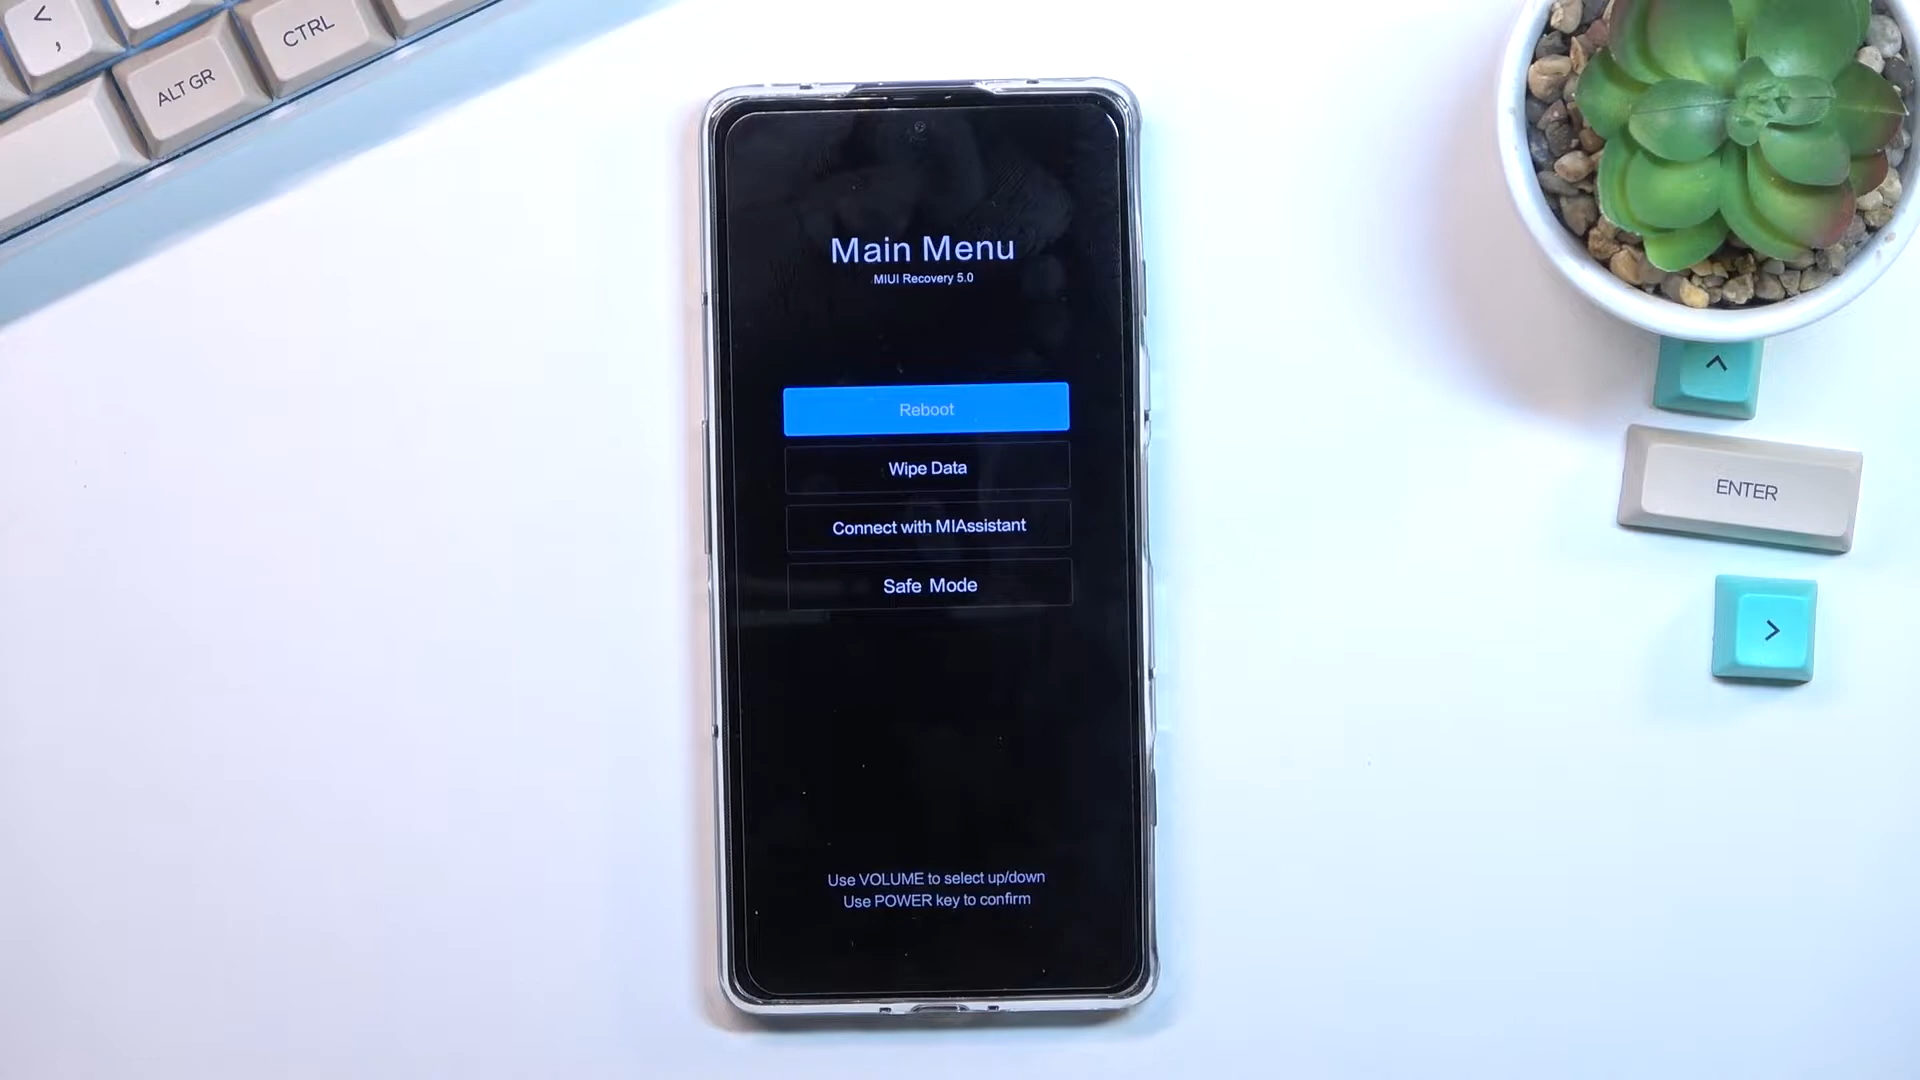 <
,
ALT GR
CTRL
Main Menu
MIUI Recovery 5.0
Reboot
Wipe Data
Connect with MIAssistant
Safe Mode
Use VOLUME to select up/down
Use POWER key to confirm
^
ENTER
>